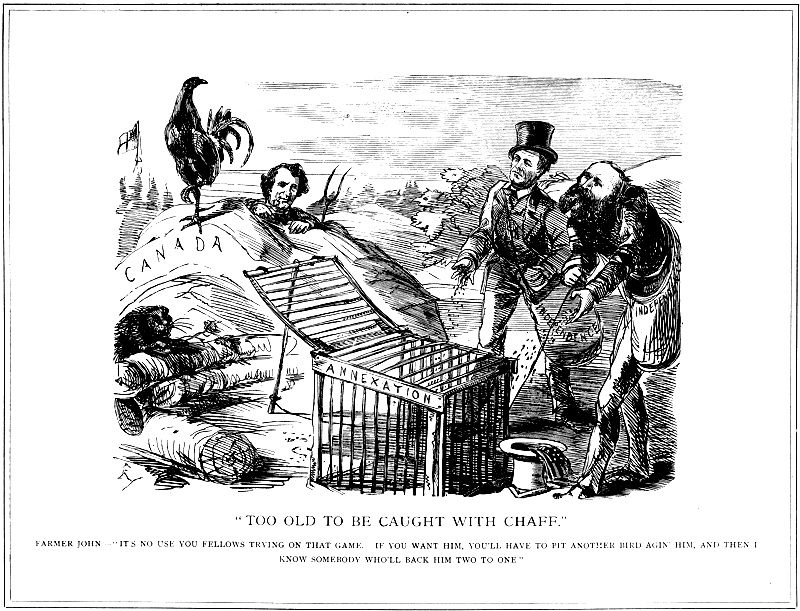 CANADA
ANNEXATION
INDE
"TOO OLD TO BE CAUGHT WITH CHAFF."
FARMER JOHN—"IT'S NO USE YOU FELLOWS TRYING ON THAT GAME. IF YOU WANT HIM, YOU'LL HAVE TO PIT ANOTHER BIRD AGIN' HIM, AND THEN I
KNOW SOMEBODY WHO'LL BACK HIM TWO TO ONE"